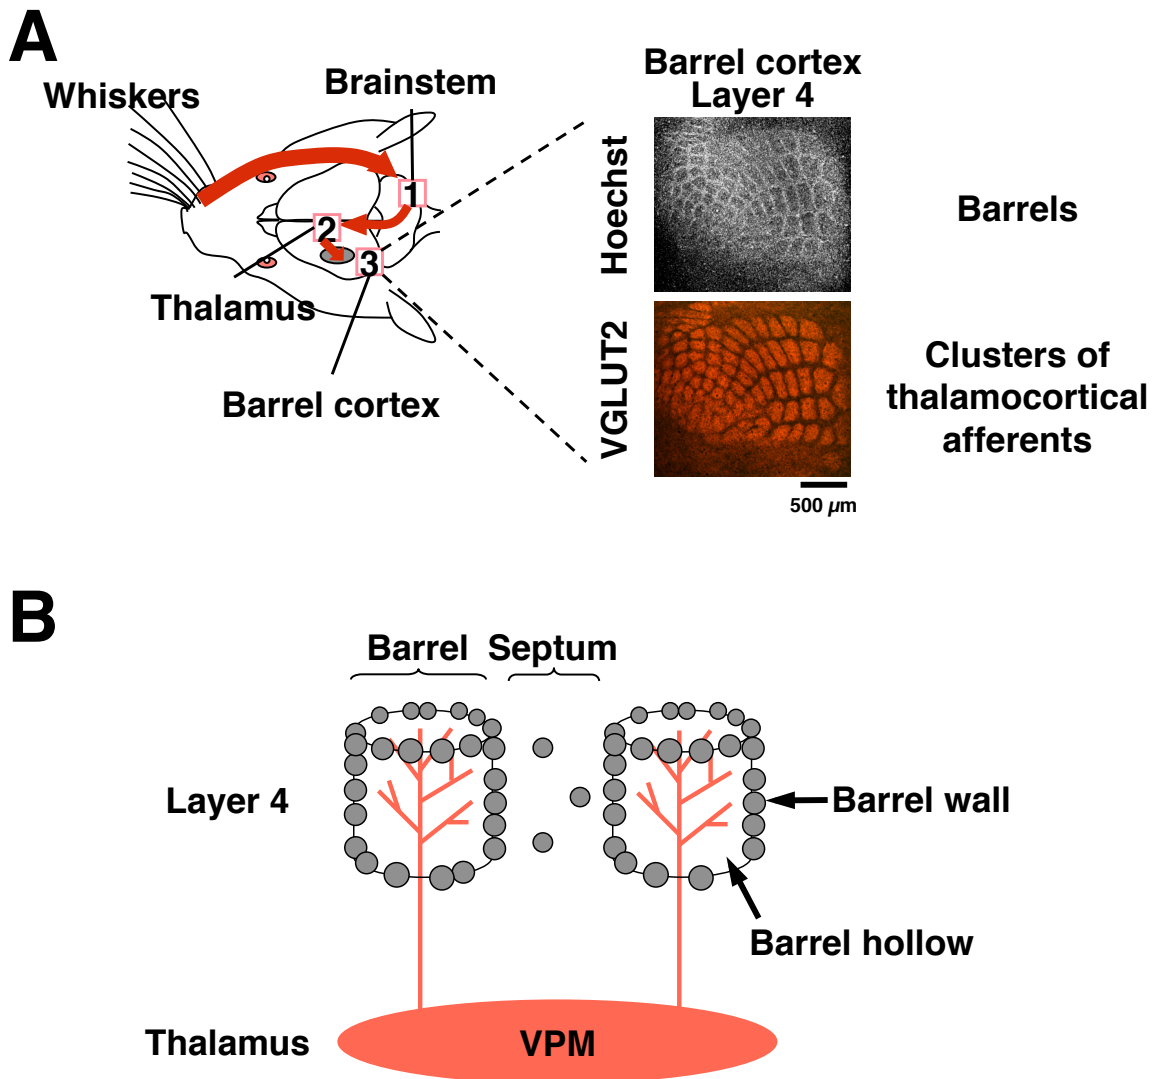 A
Whiskers
Brainstem
1
2
3
Thalamus
Barrel cortex
Barrel cortex
Layer 4
Hoechst
Barrels
VGLUT2
Clusters of
thalamocortical
afferents
500 µm
B
Barrel
Septum
Layer 4
Barrel wall
Barrel hollow
Thalamus
VPM